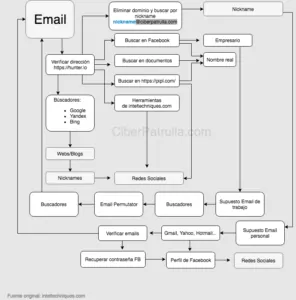 Email
Eliminar dominio y buscar por
nickname
nickname@ciberpatrulla.com
Nickname
Verificar dirección
https://hunter.io
Buscar en Facebook
Empresario
Buscar en documentos
Nombre real
Buscar en https://pipl.com/
Buscadores:
• Google
• Yandex
• Bing
Herramientas
de inteltechniques.com
CiberPatrulla.com
Webs/Blogs
Nicknames
Redes Sociales
Buscadores
Email Permutator
Buscadores
Supuesto Email de
trabajo
Verificar emails
Gmail, Yahoo, Hotmail...
Supuesto Email
personal
Recuperar contraseña FB
Perfil de Facebook
Redes Sociales
Fuente original: inteltechniques.com